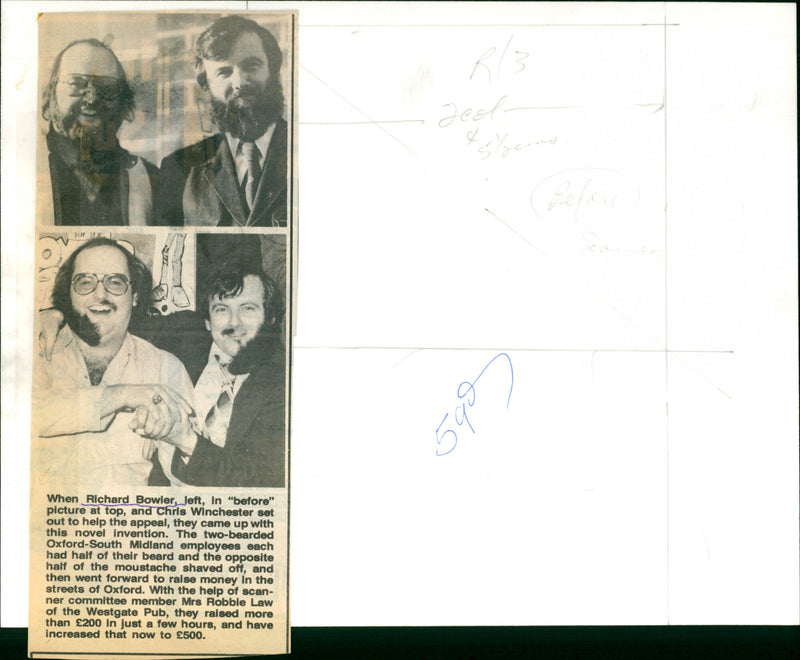 R/3
2col
Before
592
When Richard Bowler, left, in "before"
picture at top, and Chris Winchester set
out to help the appeal, they came up with
this novel invention. The two-bearded
Oxford-South Midland employees each
had half of their beard and the opposite
half of the moustache shaved off, and
then went forward to raise money in the
streets of Oxford. With the help of scan-
ner committee member Mrs Robbie Law
of the Westgate Pub, they raised more
than £200 in just a few hours, and have
increased that now to £500.